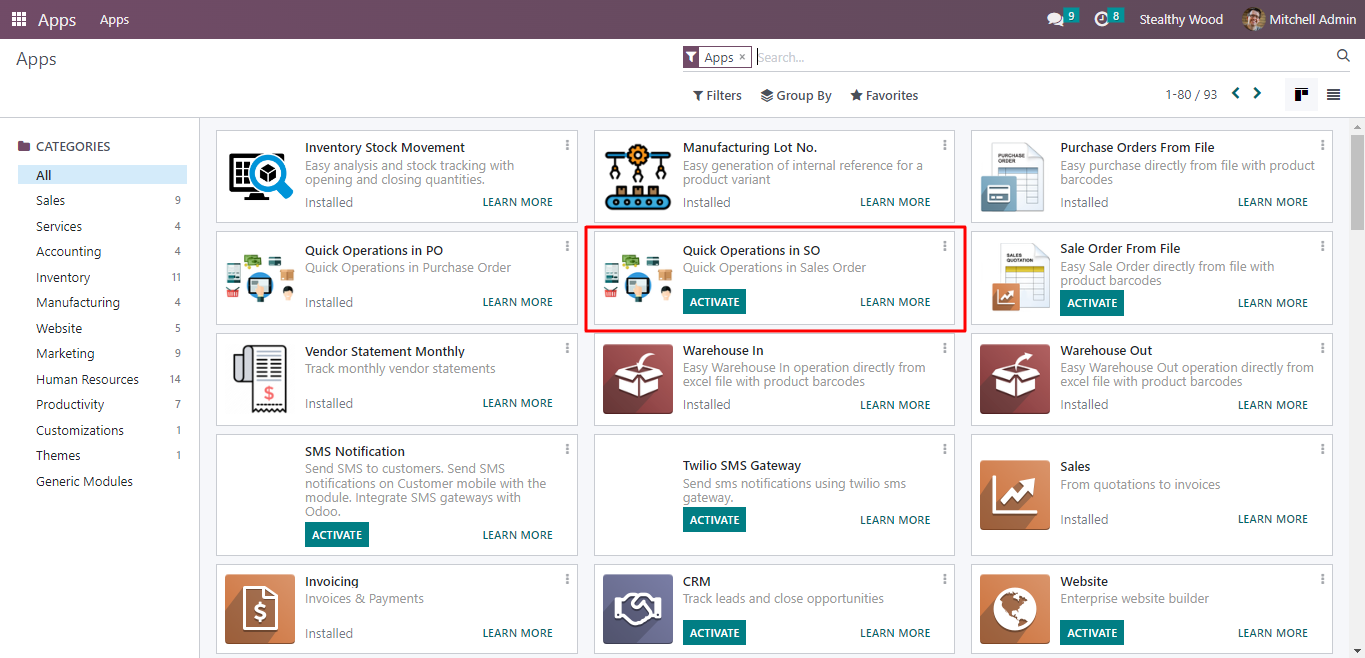 Apps
Apps
9
8
Stealthy Wood
Mitchell Admin
Apps
Apps ×
Search...
Filters
Group By
Favorites
1-80 / 93
CATEGORIES
All
Sales 9
Services 4
Accounting 4
Inventory 11
Manufacturing 4
Website 5
Marketing 9
Human Resources 14
Productivity 7
Customizations 1
Themes 1
Generic Modules
Inventory Stock Movement
Easy analysis and stock tracking with
opening and closing quantities.
Installed
LEARN MORE
Manufacturing Lot No.
Easy generation of internal reference for a
product variant
Installed
LEARN MORE
PURCHASE
ORDER
Purchase Orders From File
Easy purchase directly from file with product
barcodes
Installed
LEARN MORE
Quick Operations in PO
Quick Operations in Purchase Order
Installed
LEARN MORE
Quick Operations in SO
Quick Operations in Sales Order
ACTIVATE
LEARN MORE
SALES
QUOTATION
Sale Order From File
Easy Sale Order directly from file with
product barcodes
ACTIVATE
LEARN MORE
$
Vendor Statement Monthly
Track monthly vendor statements
Installed
LEARN MORE
Warehouse In
Easy Warehouse In operation directly from
excel file with product barcodes
Installed
LEARN MORE
Warehouse Out
Easy Warehouse Out operation directly from
excel file with product barcodes
Installed
LEARN MORE
SMS Notification
Send SMS to customers. Send SMS
notifications on Customer mobile with the
module. Integrate SMS gateways with
Odoo.
ACTIVATE
LEARN MORE
Twilio SMS Gateway
Send sms notifications using twilio sms
gateway.
ACTIVATE
LEARN MORE
Sales
From quotations to invoices
Installed
LEARN MORE
$
Invoicing
Invoices & Payments
Installed
LEARN MORE
CRM
Track leads and close opportunities
ACTIVATE
LEARN MORE
Website
Enterprise website builder
ACTIVATE
LEARN MORE